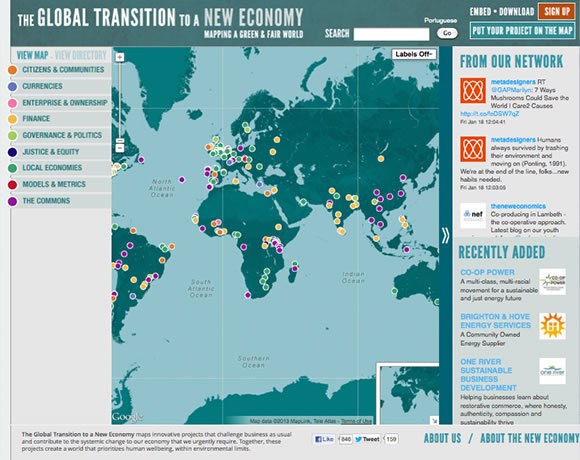 THE GLOBAL TRANSITION TO A NEW ECONOMY
MAPPING A GREEN & FAIR WORLD
Portuguese
SEARCH Go
EMBED • DOWNLOAD SIGN UP
PUT YOUR PROJECT ON THE MAP
VIEW MAP - VIEW DIRECTORY
CITIZENS & COMMUNITIES
CURRENCIES
ENTERPRISE & OWNERSHIP
FINANCE
GOVERNANCE & POLITICS
JUSTICE & EQUITY
LOCAL ECONOMIES
MODELS & METRICS
THE COMMONS
Labels Off
North
Atlantic
Ocean
South
Atlantic
Ocean
Indian
Ocean
Southern
Ocean
Google
Map data ©2013 MapLink, Tele Atlas - Terms of Use
FROM OUR NETWORK
metadesigners RT
@GAPMarilyn: 7 Ways
Mushrooms Could Save the
World I Care2 Causes
http://t.co/foDSW7qZ
Fri Jan 18 12:04:41
metadesigners Humans
always survived by trashing
their environment and
moving on (Ponting, 1991).
We're at the end of the line, folks...new
habits needed.
Fri Jan 18 12:03:05
nef
theneweconomics
Co-producing in Lambeth -
the co-operative approach.
Latest blog on our youth
RECENTLY ADDED
CO-OP POWER
A multi-class, multi-racial
movement for a sustainable
and just energy future
CO-OP
POWER
BRIGHTON & HOVE
ENERGY SERVICES
A Community Owned
Energy Supplier
ONE RIVER
SUSTAINABLE
BUSINESS
DEVELOPMENT
Helping businesses learn about
restorative commerce, where honesty,
authenticity, compassion and
sustainability thrive
one river
The Global Transition to a New Economy maps innovative projects that challenge business as usual
and contribute to the systemic change to our economy that we urgently require. Together, these
projects create a world that prioritizes human wellbeing, within environmental limits.
Like 846 Tweet 159
ABOUT US / ABOUT THE NEW ECONOMY